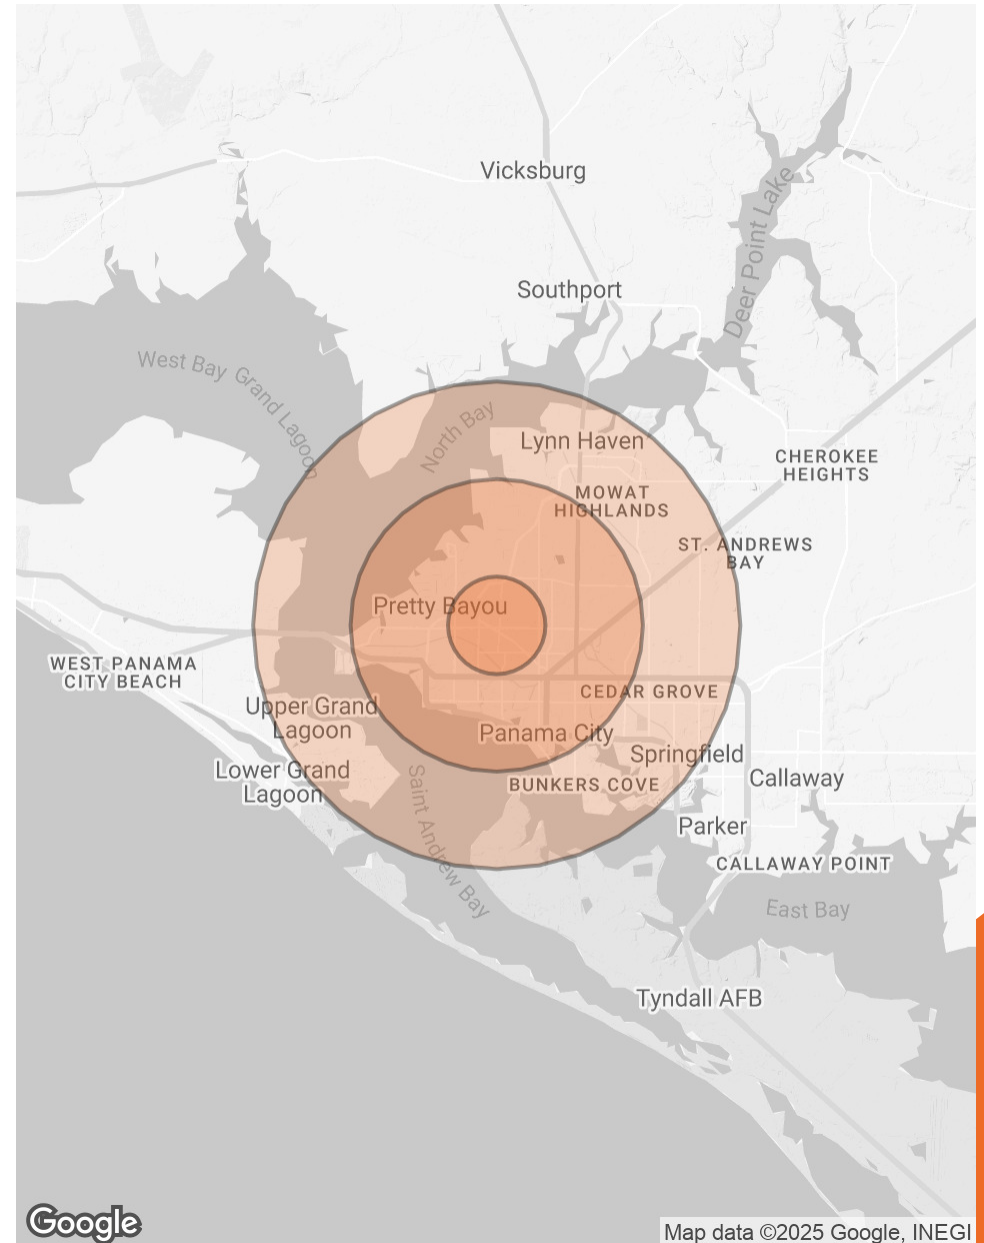 Vicksburg
Deer Point Lake
Southport
West Bay
Grand Lagoon
North Bay
Lynn Haven
CHEROKEE
HEIGHTS
MOWAT
HIGHLANDS
ST. ANDREWS
BAY
Pretty Bayou
WEST PANAMA
CITY BEACH
CEDAR GROVE
Upper Grand
Lagoon
Panama City
Springfield
Lower Grand
Lagoon
Saint Andrew Bay
BUNKERS COVE
Callaway
Parker
CALLAWAY POINT
East Bay
Tyndall AFB
Google
Map data ©2025 Google, INEGI